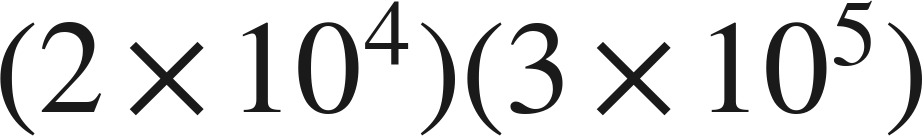 (2 × 10⁴)(3 × 10⁵)